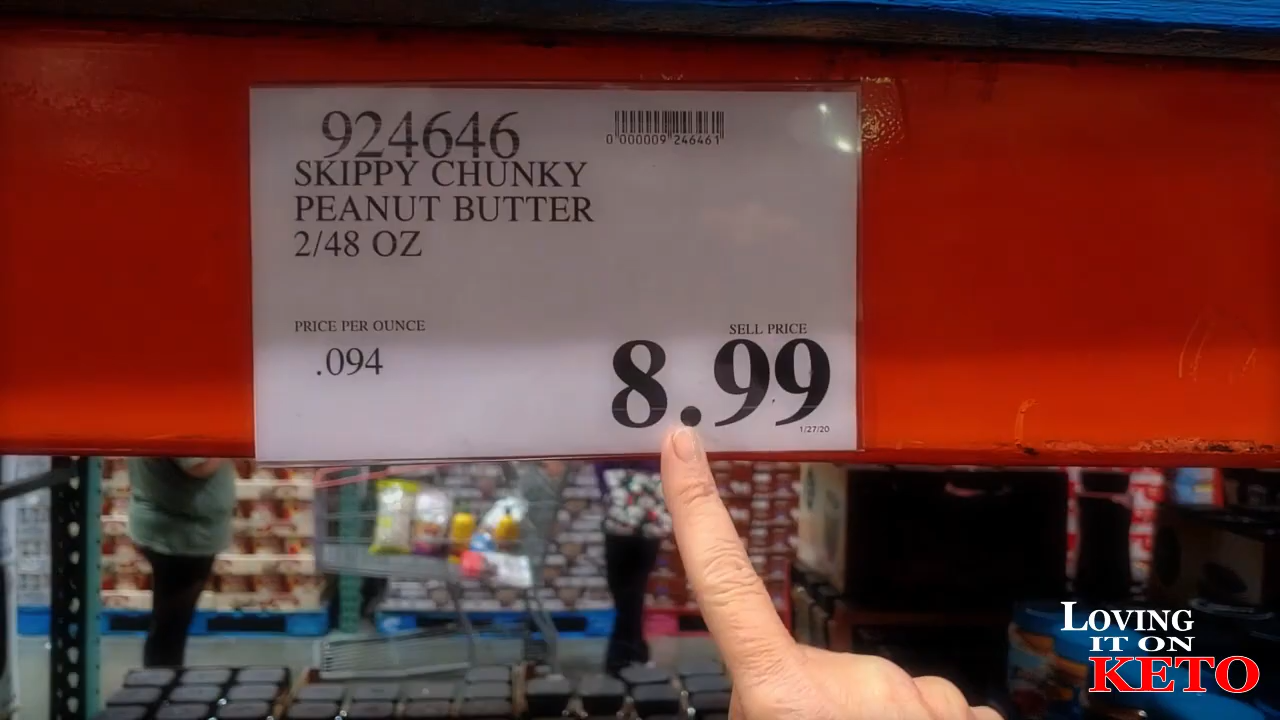 924646
0 000009 246461
SKIPPY CHUNKY
PEANUT BUTTER
2/48 OZ
PRICE PER OUNCE
.094
SELL PRICE
8.99
1/27/20
LOVING
IT ON
KETO